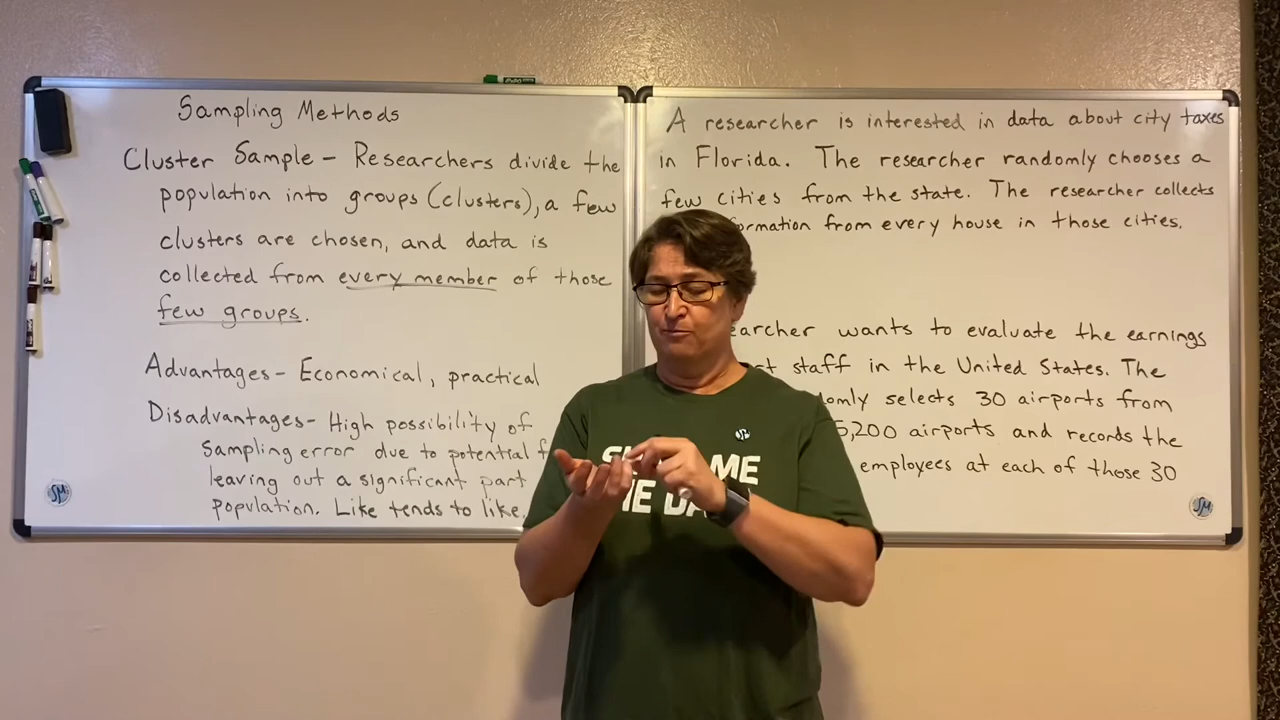 Sampling Methods
Cluster Sample - Researchers divide the
population into groups (clusters), a few
clusters are chosen, and data is
collected from every member of those
few groups.
Advantages - Economical, practical
Disadvantages - High possibility of
sampling error due to potential
leaving out a significant part
population. Like tends to like.
SM
A researcher is interested in data about city taxes
in Florida. The researcher randomly chooses a
few cities from the state. The researcher collects
from every house in those cities.
wants to evaluate the earnings
staff in the United States. The
selects 30 airports from
5,200 airports and records the
employees at each of those 30
SM
ME